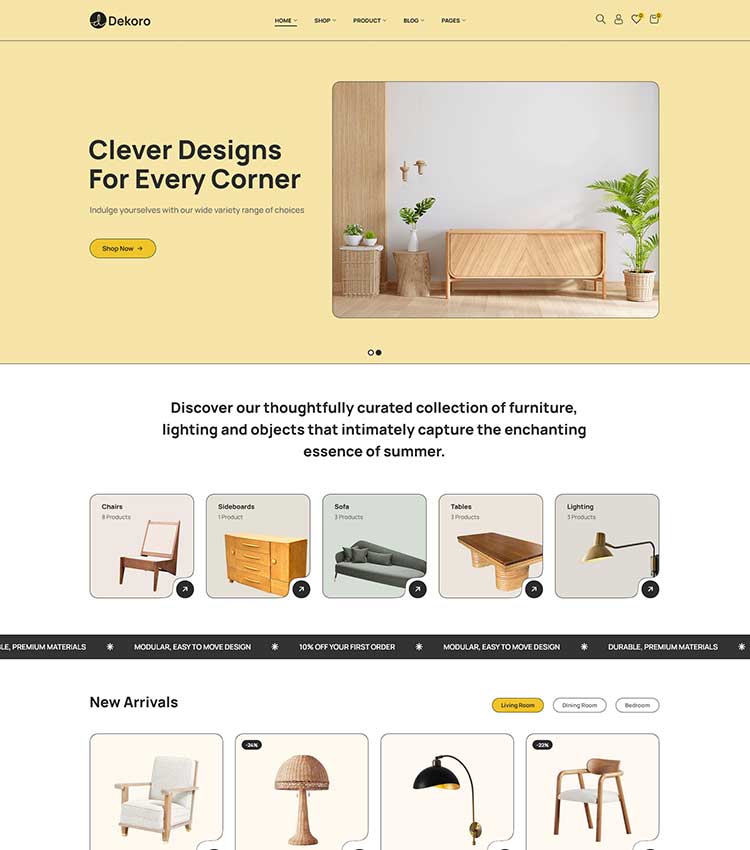 Dekoro
HOME SHOP PRODUCT BLOG PAGES
0 0
Clever Designs
For Every Corner
Indulge yourselves with our wide variety range of choices
Shop Now
Discover our thoughtfully curated collection of furniture,
lighting and objects that intimately capture the enchanting
essence of summer.
Chairs
8 Products
Sideboards
1 Product
Sofa
3 Products
Tables
3 Products
Lighting
3 Products
LE, PREMIUM MATERIALS MODULAR, EASY TO MOVE DESIGN 10% OFF YOUR FIRST ORDER MODULAR, EASY TO MOVE DESIGN DURABLE, PREMIUM MATERIALS
New Arrivals
Living Room Dining Room Bedroom
-24%
-22%